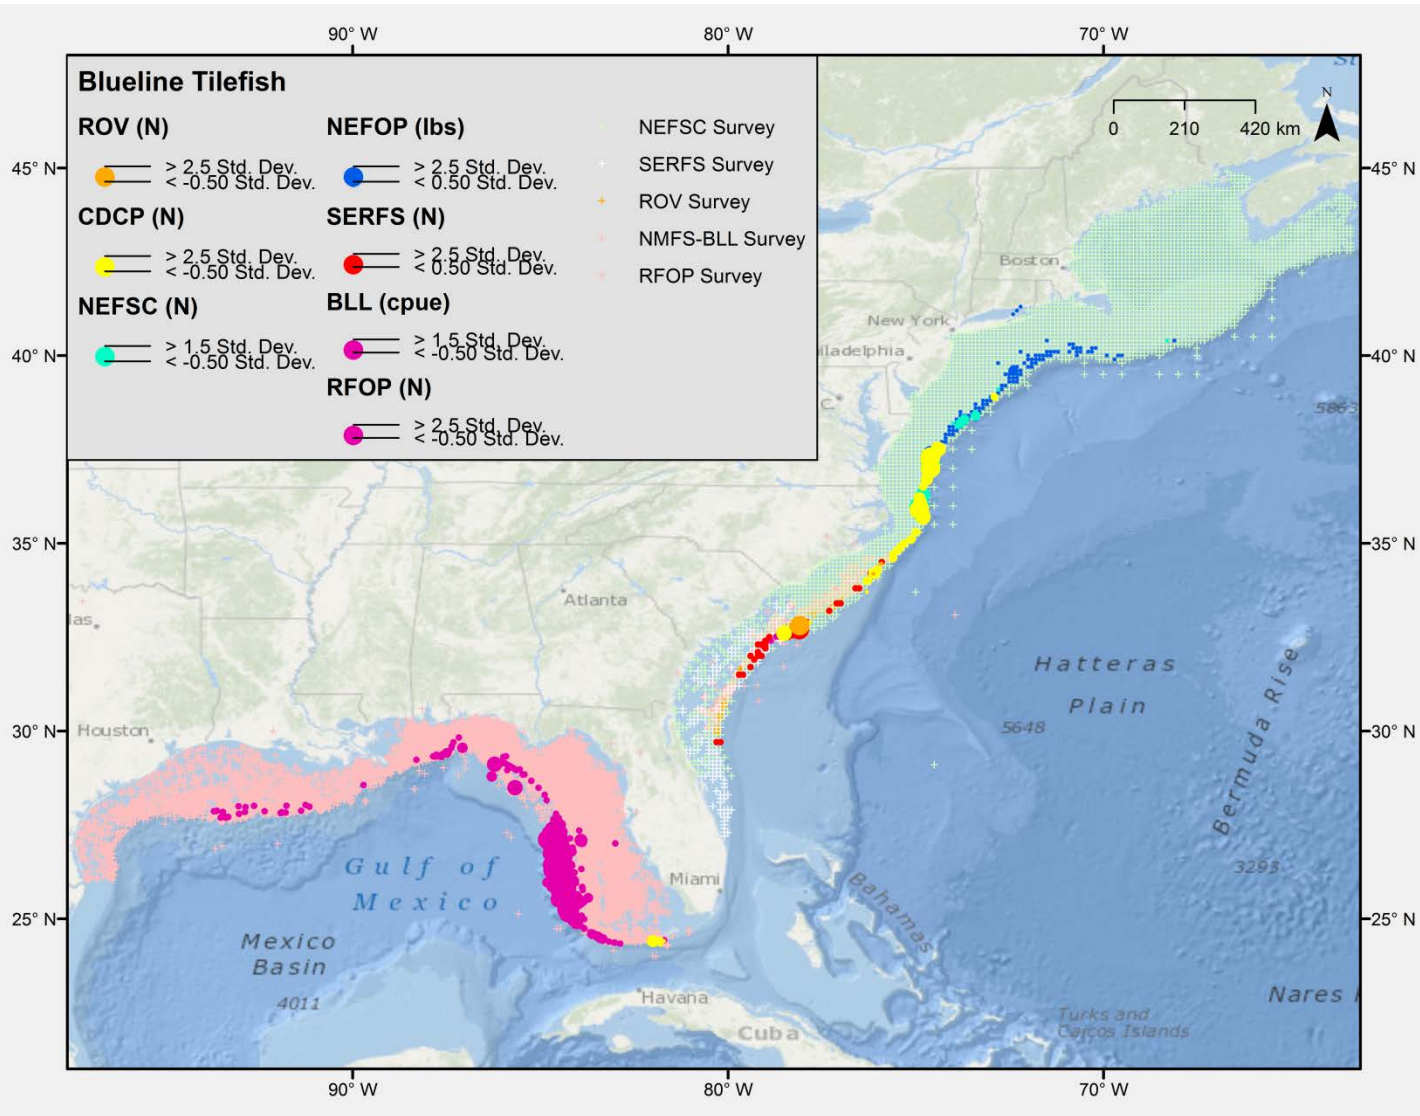 90° W 80° W 70° W
Blueline Tilefish
ROV (N)
> 2.5 Std. Dev.
< -0.50 Std. Dev.
CDCP (N)
> 2.5 Std. Dev.
< -0.50 Std. Dev.
NEFSC (N)
> 1.5 Std. Dev.
< -0.50 Std. Dev.
NEFOP (lbs)
> 2.5 Std. Dev.
< 0.50 Std. Dev.
SERFS (N)
> 2.5 Std. Dev.
< 0.50 Std. Dev.
BLL (cpue)
> 1.5 Std. Dev.
< -0.50 Std. Dev.
RFOP (N)
> 2.5 Std. Dev.
< -0.50 Std. Dev.
NEFSC Survey
SERFS Survey
ROV Survey
NMFS-BLL Survey
RFOP Survey
St
N
0 210 420 km
45° N 45° N
Boston
New York
iladelphia
40° N 40° N
C.
5863
35° N 35° N
Atlanta
las
Hatteras
Plain
5648
Bermuda Rise
3293
30° N 30° N
Houston
Gulf of
Mexico
Miami
Bahamas
25° N 25° N
Mexico
Basin
4011
Havana
Cuba
Nares
Turks and
Caicos Islands
90° W 80° W 70° W